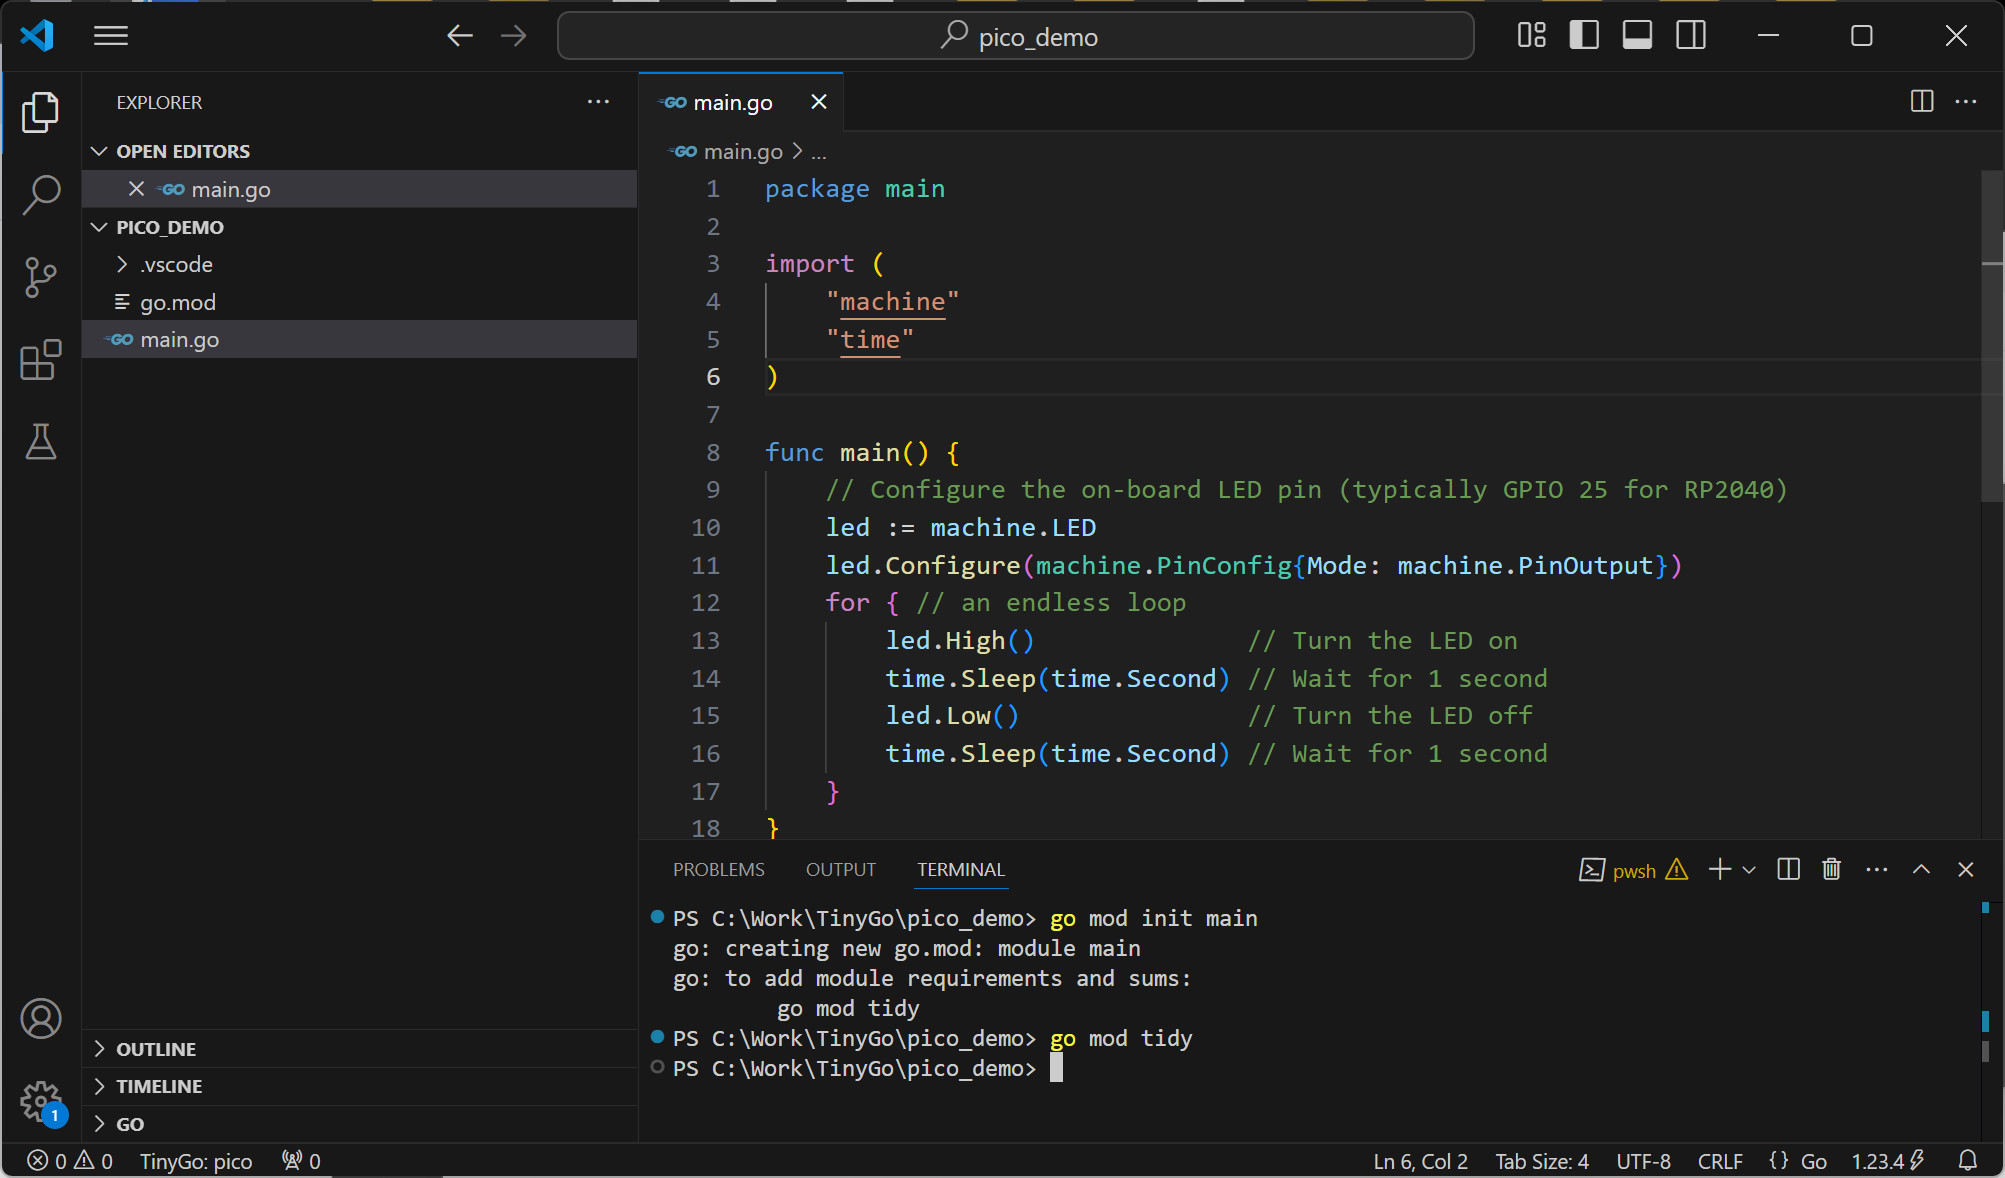 pico_demo
EXPLORER
OPEN EDITORS
GO main.go
PICO_DEMO
.vscode
go.mod
GO main.go
OUTLINE
TIMELINE
GO
1
GO main.go
GO main.go > ...
1 package main
2
3 import (
4 "machine"
5 "time"
6 )
7
8 func main() {
9 // Configure the on-board LED pin (typically GPIO 25 for RP2040)
10 led := machine.LED
11 led.Configure(machine.PinConfig{Mode: machine.PinOutput})
12 for { // an endless loop
13 led.High() // Turn the LED on
14 time.Sleep(time.Second) // Wait for 1 second
15 led.Low() // Turn the LED off
16 time.Sleep(time.Second) // Wait for 1 second
17 }
18 }
PROBLEMS OUTPUT TERMINAL pwsh
PS C:\Work\TinyGo\pico_demo> go mod init main
go: creating new go.mod: module main
go: to add module requirements and sums:
go mod tidy
PS C:\Work\TinyGo\pico_demo> go mod tidy
PS C:\Work\TinyGo\pico_demo>
0 0 TinyGo: pico 0 Ln 6, Col 2 Tab Size: 4 UTF-8 CRLF {} Go 1.23.4